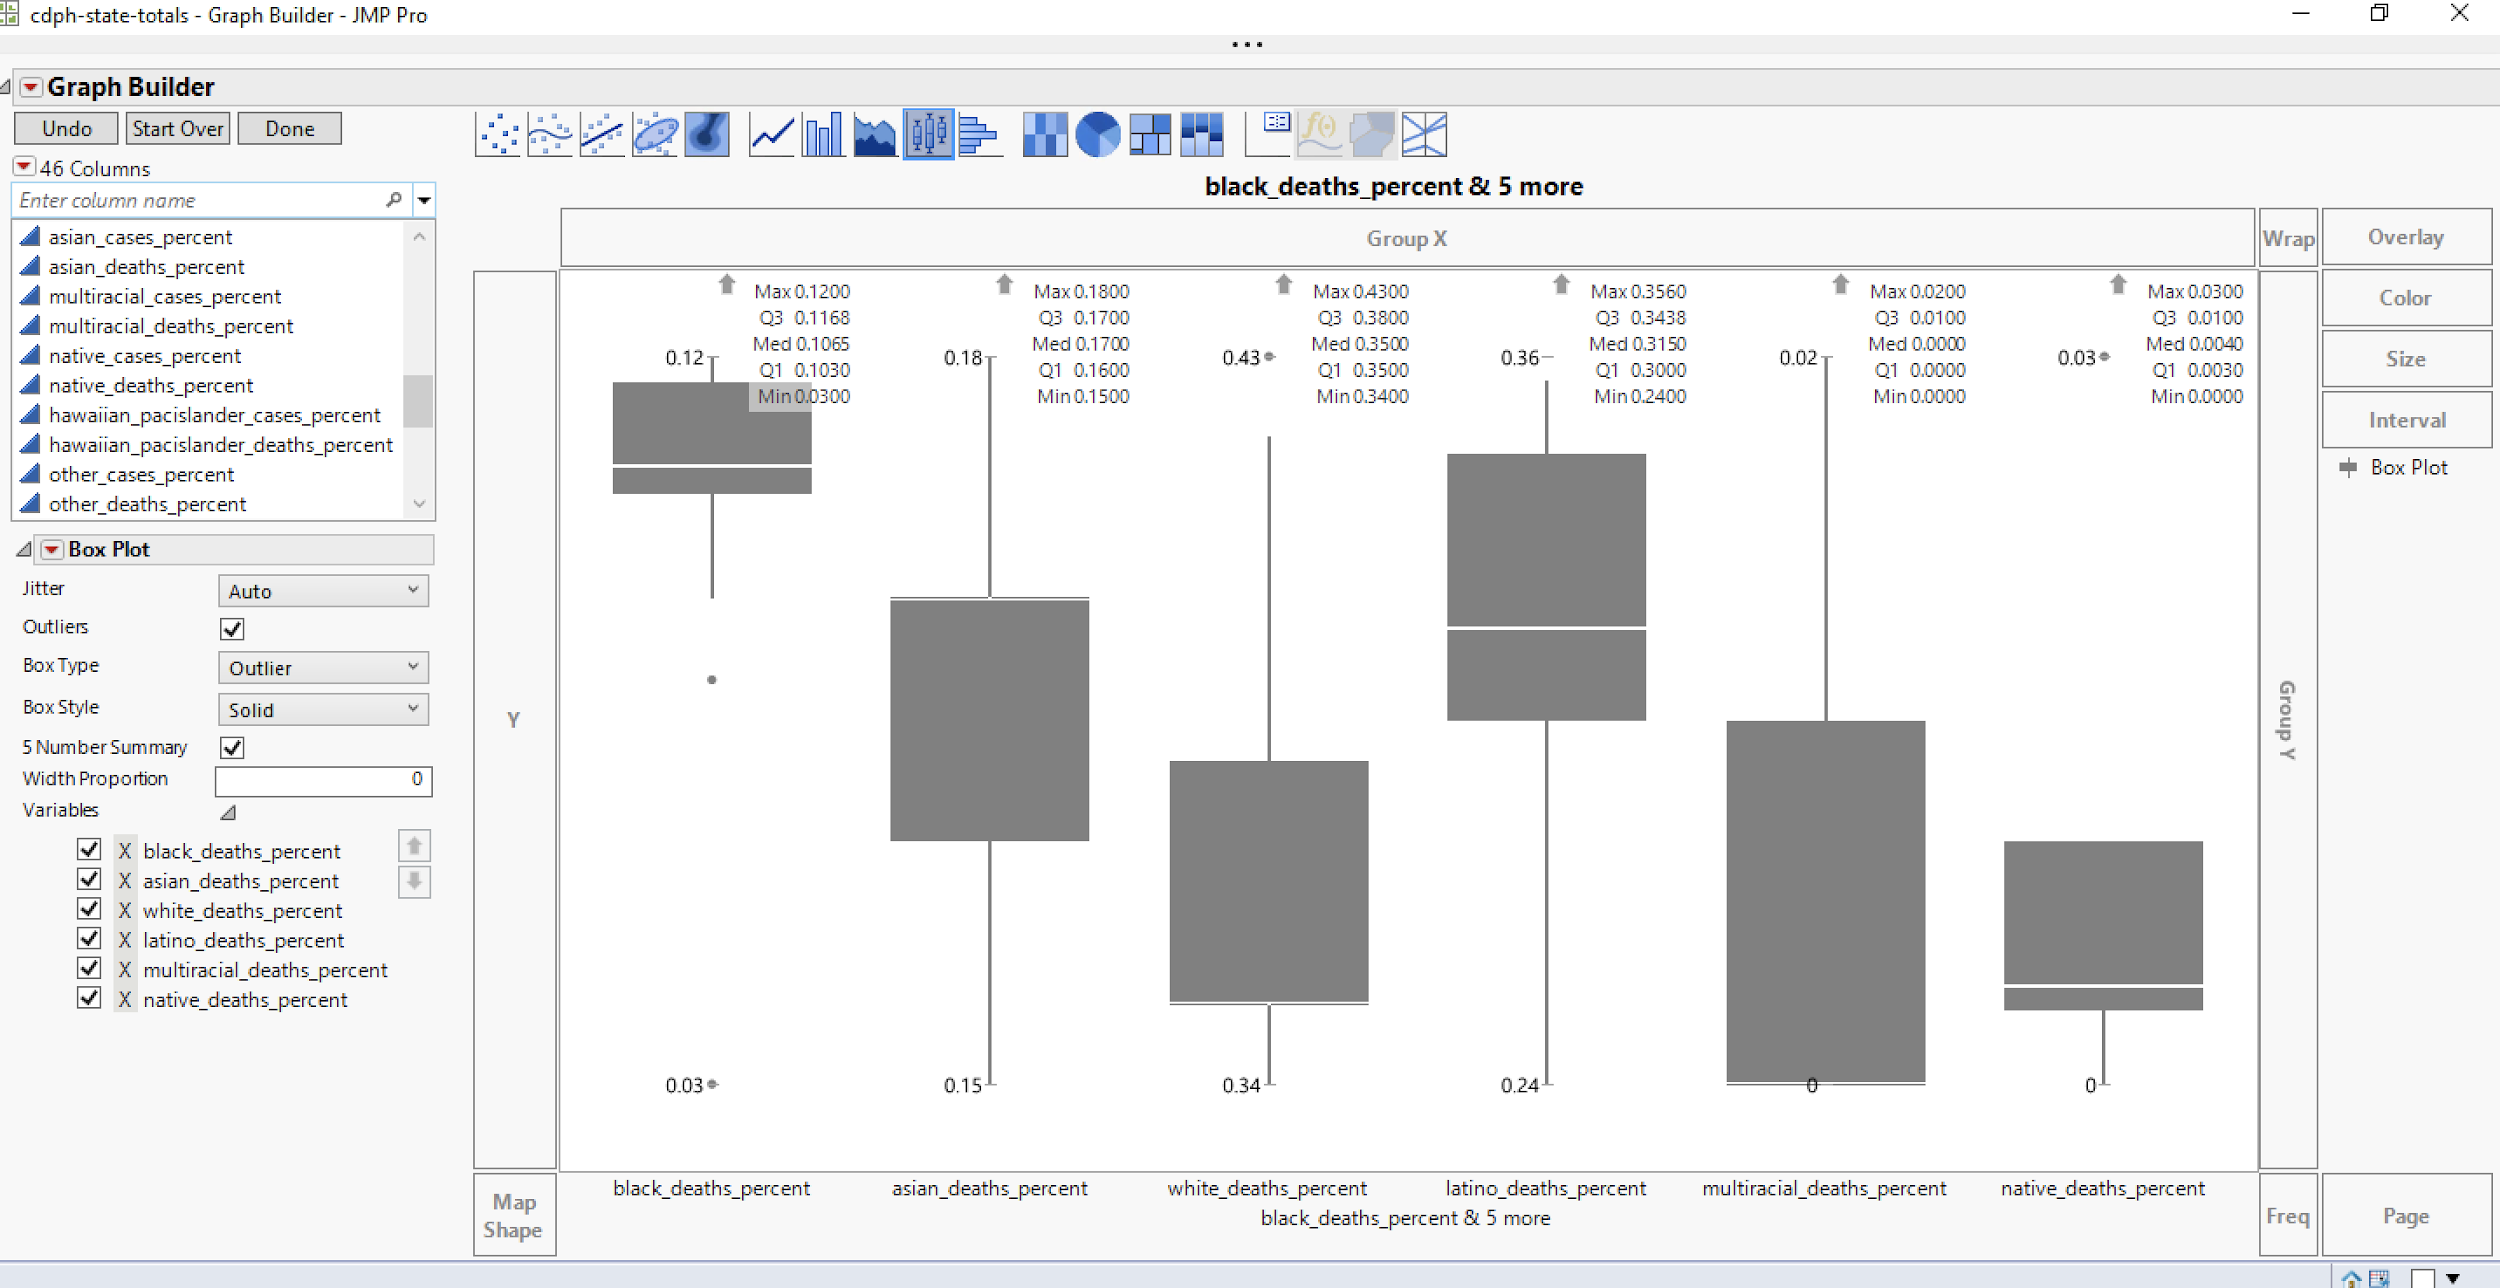 cdph-state-totals - Graph Builder - JMP Pro
Graph Builder
Undo Start Over Done
46 Columns
Enter column name
asian_cases_percent
asian_deaths_percent
multiracial_cases_percent
multiracial_deaths_percent
native_cases_percent
native_deaths_percent
hawaiian_pacislander_cases_percent
hawaiian_pacislander_deaths_percent
other_cases_percent
other_deaths_percent
Box Plot
Jitter Auto
Outliers
Box Type Outlier
Box Style Solid
5 Number Summary
Width Proportion 0
Variables
X black_deaths_percent
X asian_deaths_percent
X white_deaths_percent
X latino_deaths_percent
X multiracial_deaths_percent
X native_deaths_percent
black_deaths_percent & 5 more
Group X
Wrap
Overlay
Color
Size
Interval
Box Plot
Y
Group Y
Max 0.1200
Q3 0.1168
Med 0.1065
Q1 0.1030
Min 0.0300
0.12
0.03
Max 0.1800
Q3 0.1700
Med 0.1700
Q1 0.1600
Min 0.1500
0.18
0.15
Max 0.4300
Q3 0.3800
Med 0.3500
Q1 0.3500
Min 0.3400
0.43
0.34
Max 0.3560
Q3 0.3438
Med 0.3150
Q1 0.3000
Min 0.2400
0.36
0.24
Max 0.0200
Q3 0.0100
Med 0.0000
Q1 0.0000
Min 0.0000
0.02
0
Max 0.0300
Q3 0.0100
Med 0.0040
Q1 0.0030
Min 0.0000
0.03
0
black_deaths_percent asian_deaths_percent white_deaths_percent latino_deaths_percent multiracial_deaths_percent native_deaths_percent
black_deaths_percent & 5 more
Map
Shape
Freq
Page